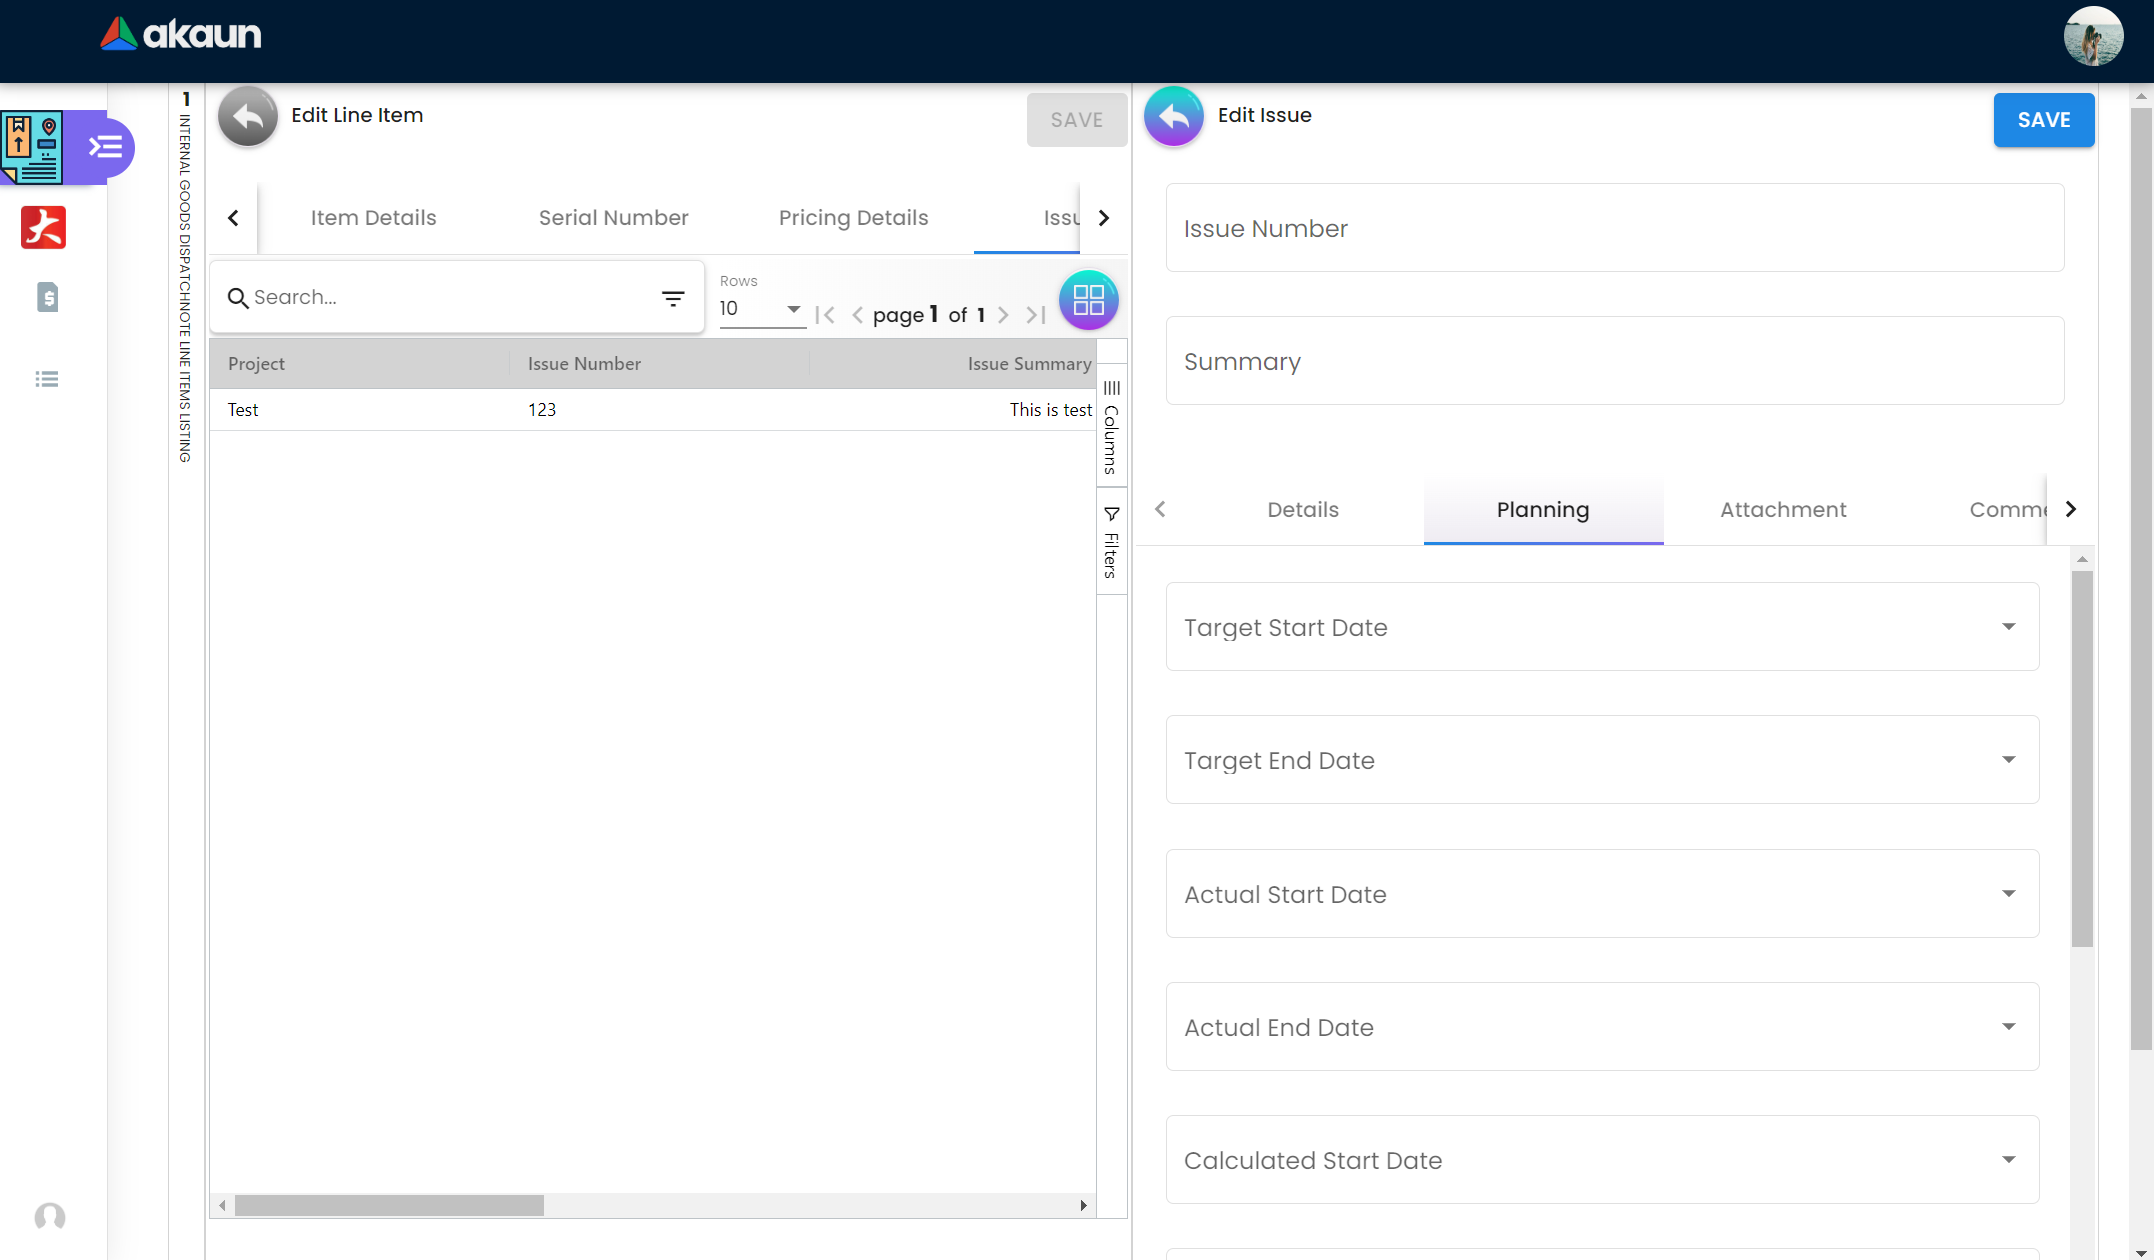 akaun
1 INTERNAL GOODS DISPATCHNOTE LINE ITEMS LISTING
Edit Line Item
SAVE
Item Details
Serial Number
Pricing Details
Issu
Search...
Rows
10
page 1 of 1
Project
Issue Number
Issue Summary
Test
123
This is test
Columns
Filters
Edit Issue
SAVE
Issue Number
Summary
Details
Planning
Attachment
Comme
Target Start Date
Target End Date
Actual Start Date
Actual End Date
Calculated Start Date